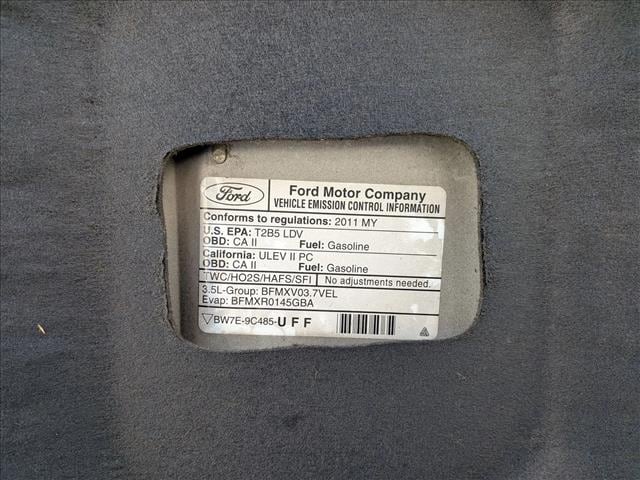 Ford
Ford Motor Company
VEHICLE EMISSION CONTROL INFORMATION
Conforms to regulations: 2011 MY
U.S. EPA: T2B5 LDV
OBD: CA II Fuel: Gasoline
California: ULEV II PC
OBD: CA II Fuel: Gasoline
TWC/HO2S/HAFS/SFI No adjustments needed.
3.5L-Group: BFMXV03.7VEL
Evap: BFMXR0145GBA
BW7E-9C485-UFF